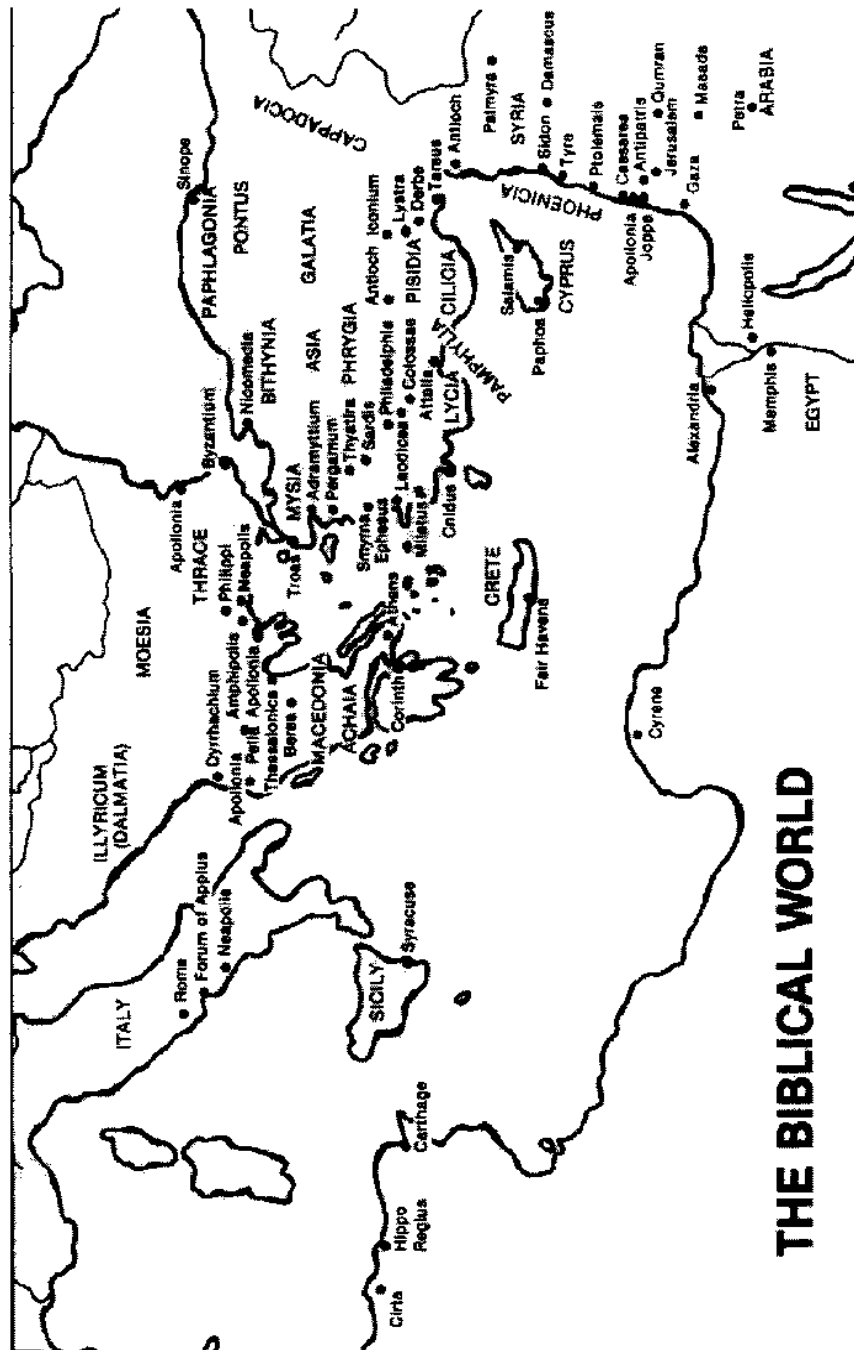 ITALY
Rome
Forum of Appius
Neapolis
SICILY
Syracuse
Cirta
Hippo
Regius
Carthage
ILLYRICUM
(DALMATIA)
MOESIA
THRACE
Apollonia
Dyrrhachium
Apollonia
Pella
Amphipolis
Apollonia
Thessalonica
Berea
MACEDONIA
ACHAIA
Corinth
Athens
Philippi
Neapolis
Byzantium
Nicomedia
BITHYNIA
PAPHLAGONIA
Sinope
PONTUS
CAPPADOCIA
GALATIA
ASIA
PHRYGIA
MYSIA
Troas
Adramyttium
Pergamum
Thyatira
Sardis
Smyrna
Ephesus
Philadelphia
Laodicea
Colossae
Miletus
Cnidus
Attalia
LYCIA
PAMPHYLIA
PISIDIA
CILICIA
Antioch
Iconium
Lystra
Derbe
Tarsus
Antioch
Palmyra
SYRIA
Damascus
Sidon
Tyre
PHOENICIA
Ptolemais
Caesarea
Antipatris
Apollonia
Joppa
Jerusalem
Qumran
Gaza
Masada
Petra
ARABIA
Salamis
Paphos
CYPRUS
CRETE
Fair Havens
Cyrene
Alexandria
Heliopolis
Memphis
EGYPT
THE BIBLICAL WORLD